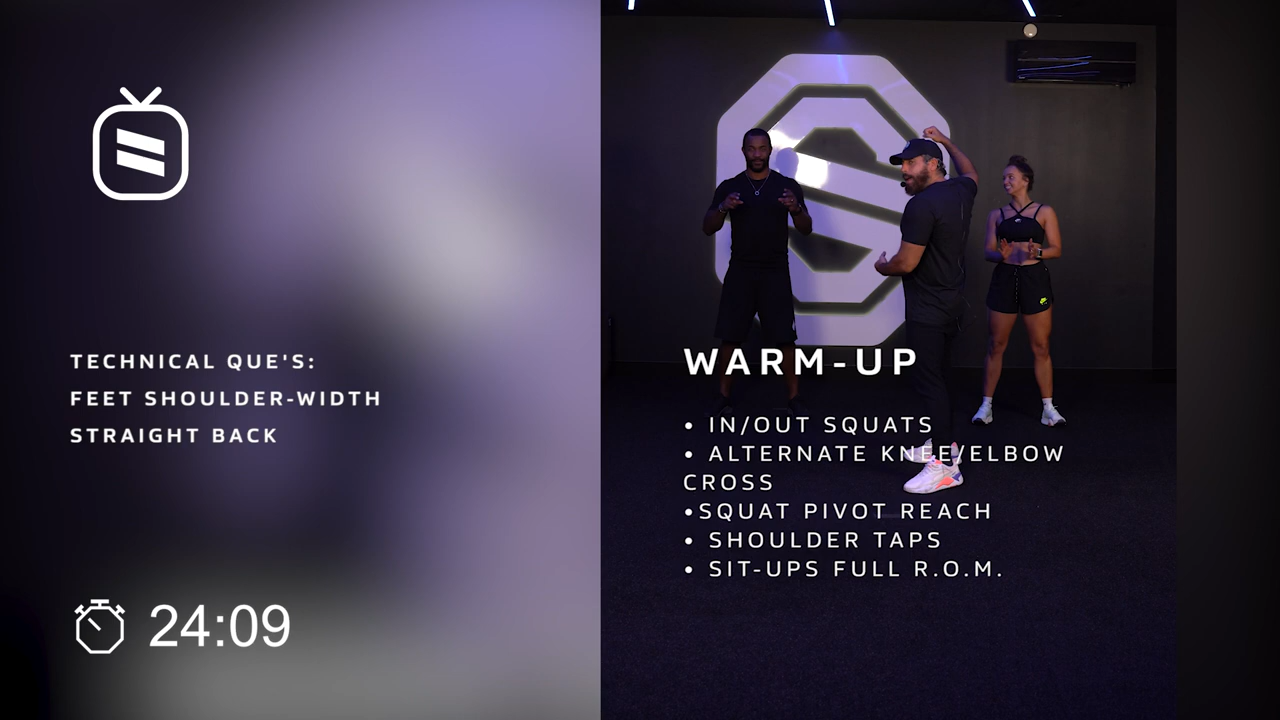 TECHNICAL QUE'S:
FEET SHOULDER-WIDTH
STRAIGHT BACK
24:09
WARM-UP
• IN/OUT SQUATS
• ALTERNATE KNEE/ELBOW
CROSS
•SQUAT PIVOT REACH
• SHOULDER TAPS
• SIT-UPS FULL R.O.M.